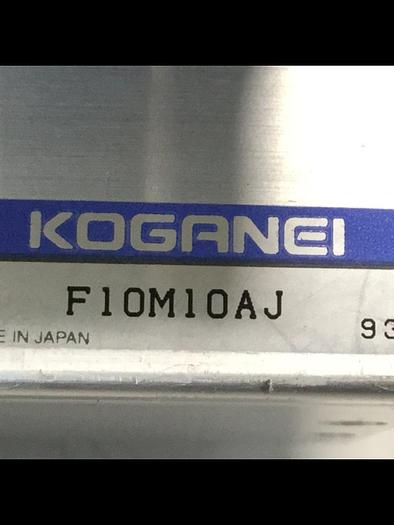 KOGANEI
F10M10AJ
E IN JAPAN
93